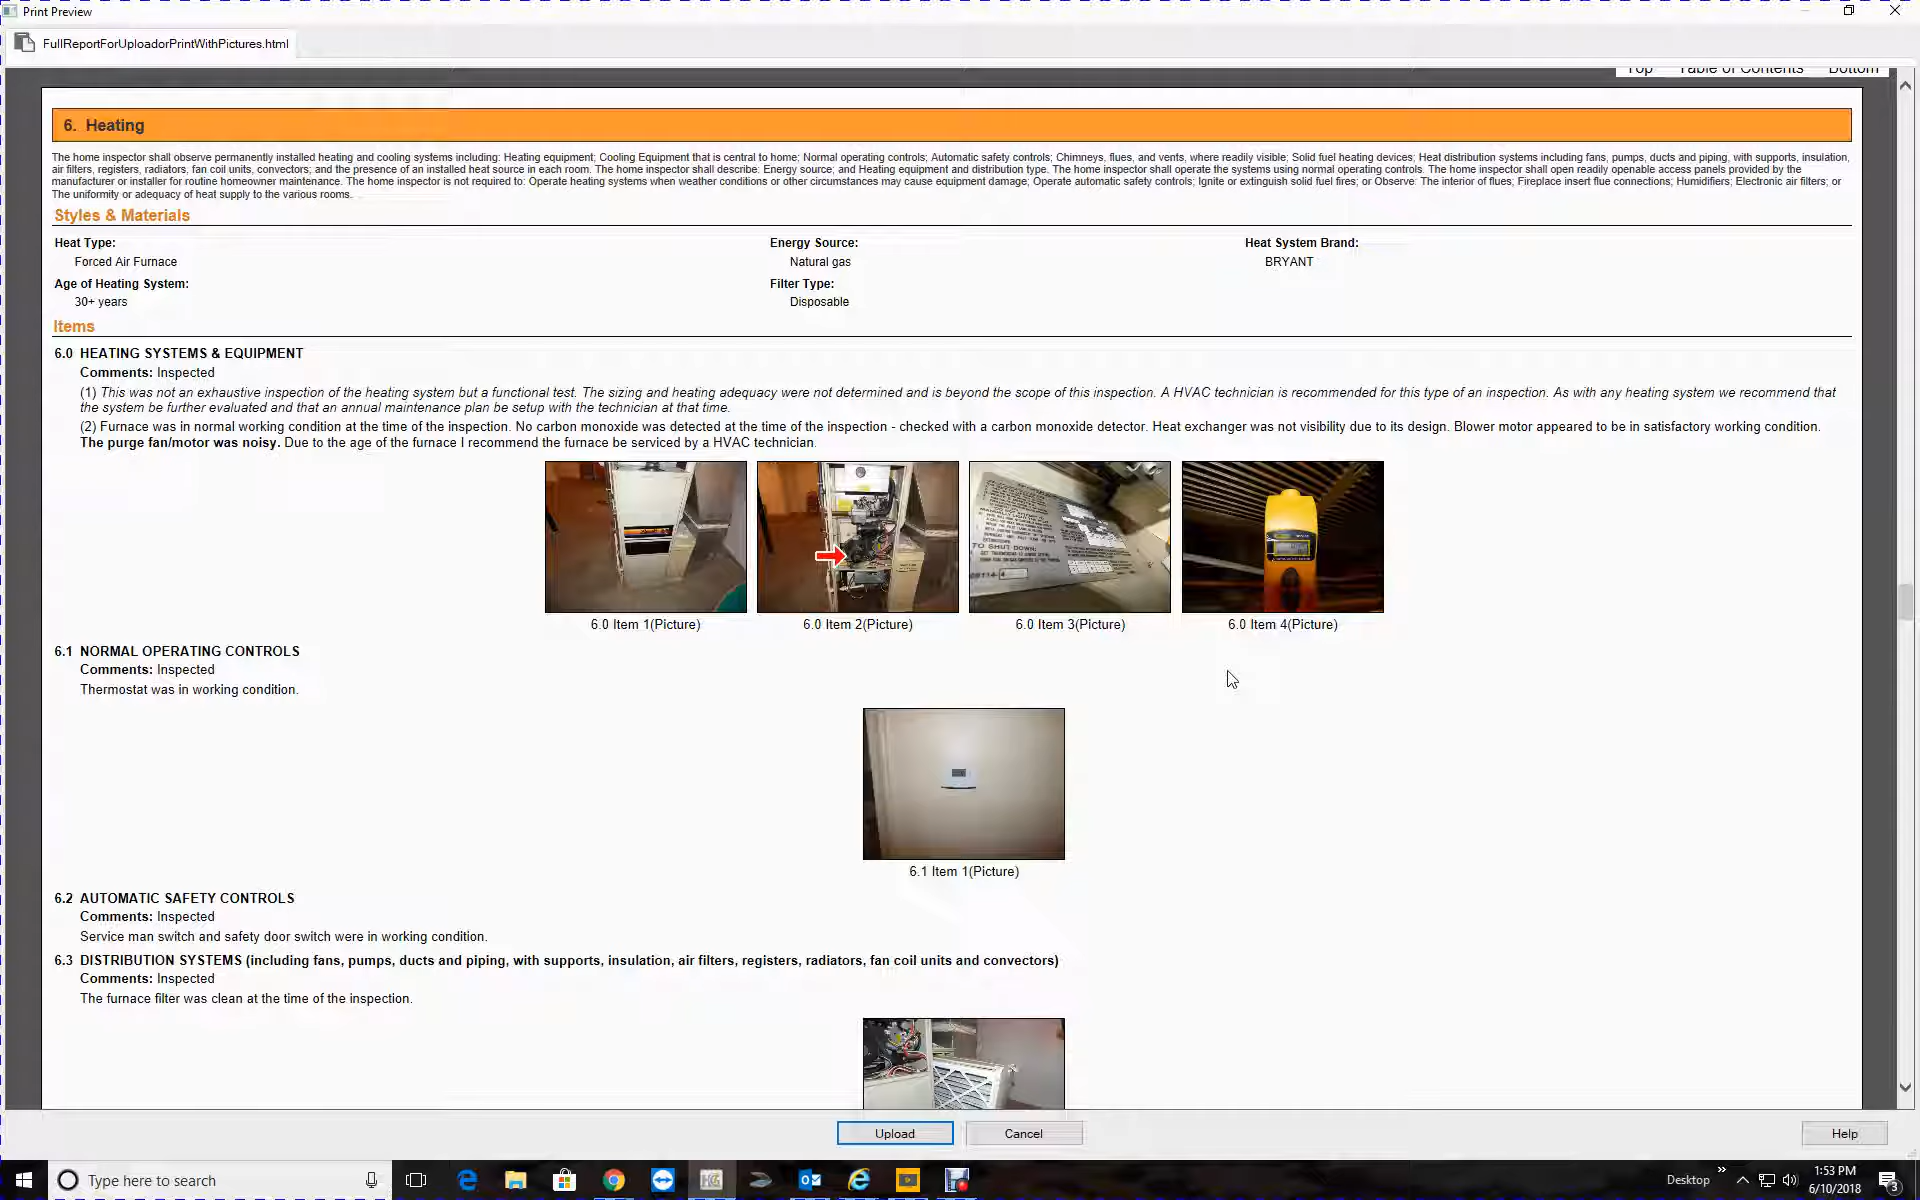 Print Preview
FullReportForUploadorPrintWithPictures.html
Top Table of Contents Bottom
6. Heating
The home inspector shall observe permanently installed heating and cooling systems including: Heating equipment; Cooling Equipment that is central to home; Normal operating controls; Automatic safety controls; Chimneys, flues, and vents, where readily visible; Solid fuel heating devices; Heat distribution systems including fans, pumps, ducts and piping, with supports, insulation,
air filters, registers, radiators, fan coil units, convectors; and the presence of an installed heat source in each room. The home inspector shall describe: Energy source; and Heating equipment and distribution type. The home inspector shall operate the systems using normal operating controls. The home inspector shall open readily openable access panels provided by the
manufacturer or installer for routine homeowner maintenance. The home inspector is not required to: Operate heating systems when weather conditions or other circumstances may cause equipment damage; Operate automatic safety controls; Ignite or extinguish solid fuel fires; or Observe: The interior of flues; Fireplace insert flue connections; Humidifiers; Electronic air filters; or
The uniformity or adequacy of heat supply to the various rooms.
Styles & Materials
Heat Type: Energy Source: Heat System Brand:
Forced Air Furnace Natural gas BRYANT
Age of Heating System: Filter Type:
30+ years Disposable
Items
6.0 HEATING SYSTEMS & EQUIPMENT
Comments: Inspected
(1) This was not an exhaustive inspection of the heating system but a functional test. The sizing and heating adequacy were not determined and is beyond the scope of this inspection. A HVAC technician is recommended for this type of an inspection. As with any heating system we recommend that
the system be further evaluated and that an annual maintenance plan be setup with the technician at that time.
(2) Furnace was in normal working condition at the time of the inspection. No carbon monoxide was detected at the time of the inspection - checked with a carbon monoxide detector. Heat exchanger was not visibility due to its design. Blower motor appeared to be in satisfactory working condition.
The purge fan/motor was noisy. Due to the age of the furnace I recommend the furnace be serviced by a HVAC technician.
TO SHUT DOWN:
6.0 Item 1(Picture) 6.0 Item 2(Picture) 6.0 Item 3(Picture) 6.0 Item 4(Picture)
6.1 NORMAL OPERATING CONTROLS
Comments: Inspected
Thermostat was in working condition.
6.1 Item 1(Picture)
6.2 AUTOMATIC SAFETY CONTROLS
Comments: Inspected
Service man switch and safety door switch were in working condition.
6.3 DISTRIBUTION SYSTEMS (including fans, pumps, ducts and piping, with supports, insulation, air filters, registers, radiators, fan coil units and convectors)
Comments: Inspected
The furnace filter was clean at the time of the inspection.
Upload Cancel Help
Type here to search
Desktop
1:53 PM
6/10/2018
3